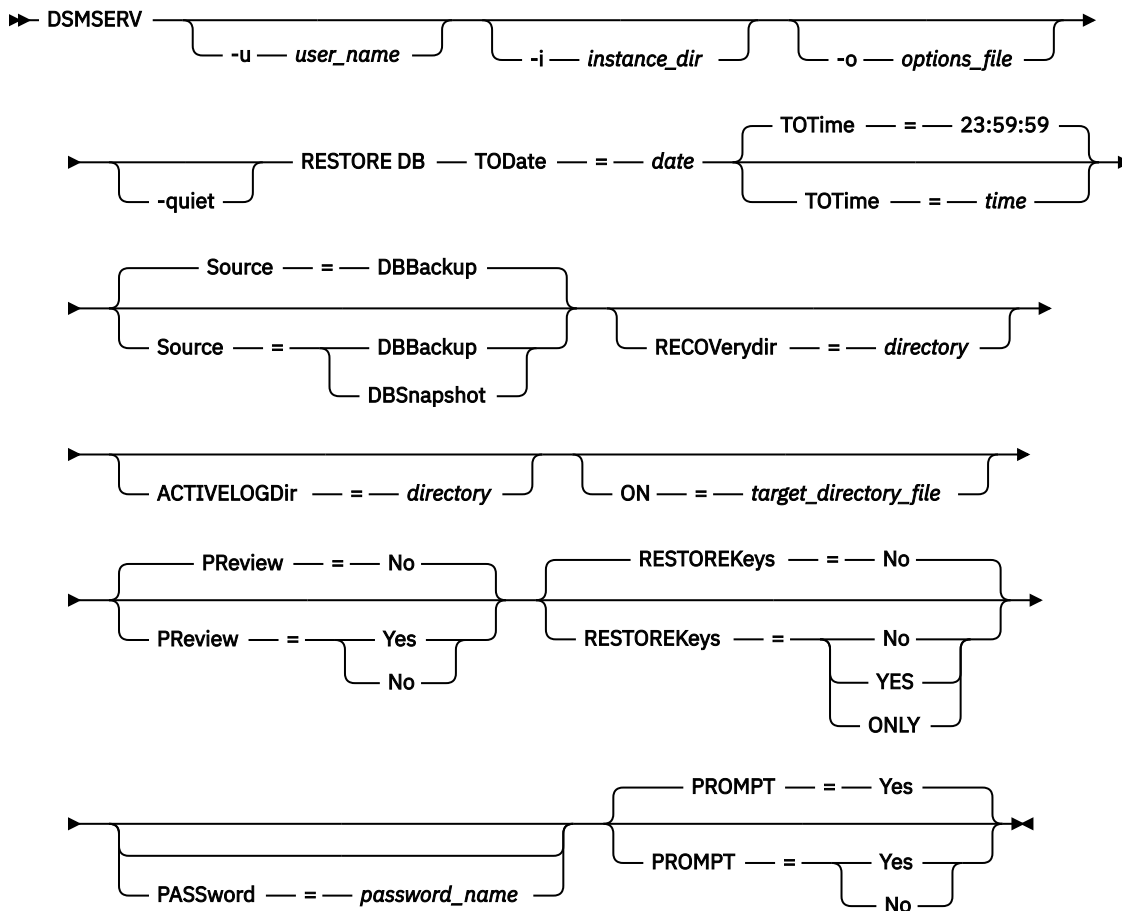 DSMSERV
-u user_name -i instance_dir -o options_file
TOTime = 23:59:59
-quiet RESTORE DB TODate = date
TOTime = time
Source = DBBackup
Source = DBBackup
DBSnapshot
RECOVerydir = directory
ACTIVELOGDir = directory ON = target_directory_file
PReview = No RESTOREKeys = No
PReview = Yes RESTOREKeys = No
No YES
ONLY
PROMPT = Yes
PASSword = password_name PROMPT = Yes
No